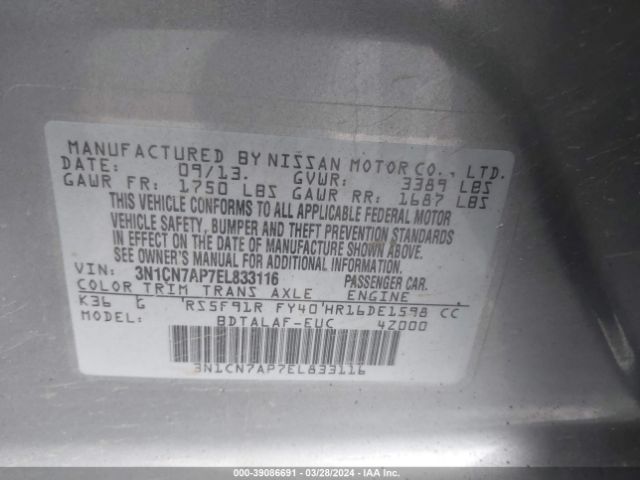 MANUFACTURED BY NISSAN MOTOR CO., LTD.
DATE: 09/13. GVWR: 3389 LBS
GAWR FR: 1750 LBS GAWR RR: 1687 LBS
THIS VEHICLE CONFORMS TO ALL APPLICABLE FEDERAL MOTOR
VEHICLE SAFETY, BUMPER AND THEFT PREVENTION STANDARDS
IN EFFECT ON THE DATE OF MANUFACTURE SHOWN ABOVE.
SEE OWNER'S MANUAL FOR ADDITIONAL INFORMATION.
VIN: 3N1CN7AP7EL833116 PASSENGER CAR.
COLOR TRIM TRANS AXLE ENGINE
K36 G RS5F91R FY40 HR16DE1598 CC
MODEL: BDTALAF-EUC 4Z000
3N1CN7AP7EL833116
000-39086691 - 03/28/2024 - IAAI.com